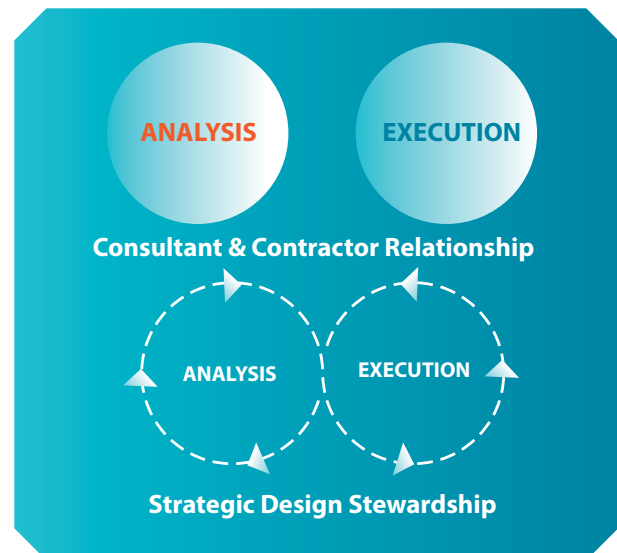 ANALYSIS
EXECUTION
Consultant & Contractor Relationship
ANALYSIS
EXECUTION
Strategic Design Stewardship